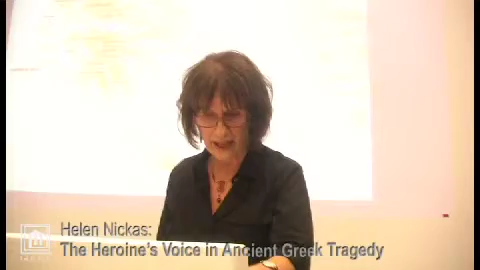 Helen Nickas:
The Heroine's Voice in Ancient Greek Tragedy